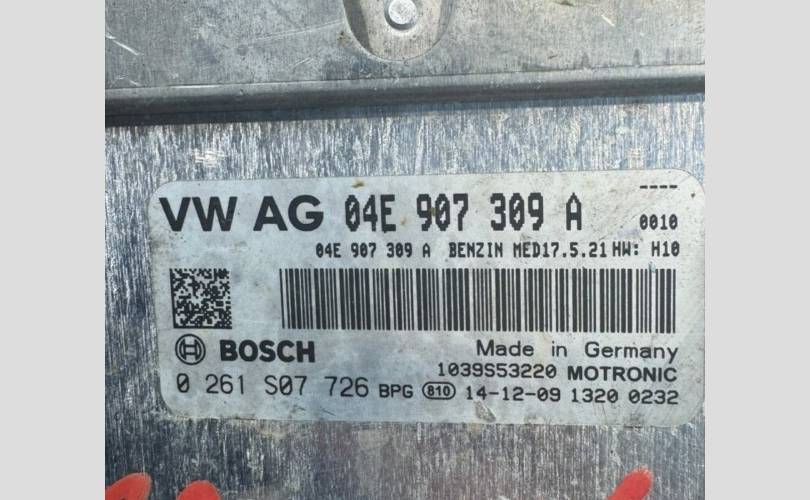 ----
VW AG 04E 907 309 A 0010
04E 907 309 A BENZIN MED17.5.21 HW: H10
BOSCH Made in Germany
1039S53220 MOTRONIC
0 261 S07 726 BPG 810 14-12-09 1320 0232